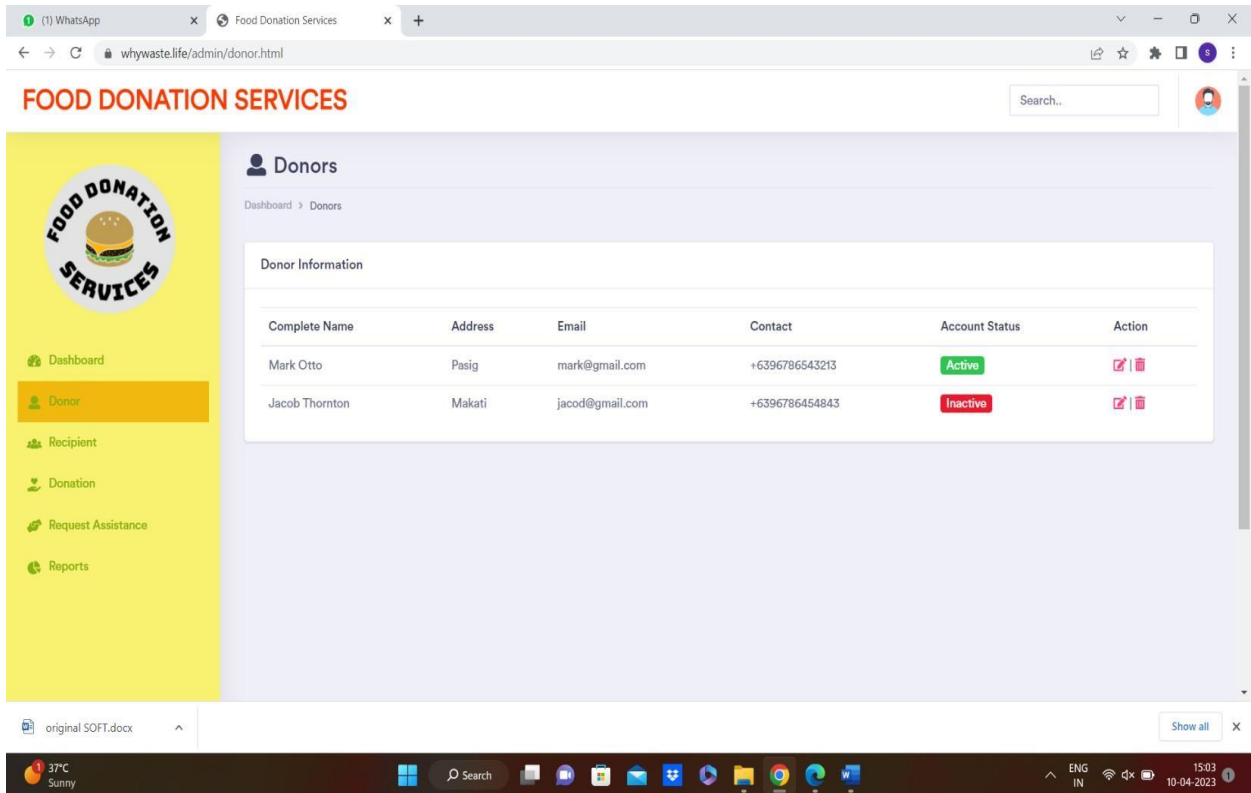 (1) WhatsApp
Food Donation Services
whywaste.life/admin/donor.html
S
FOOD DONATION SERVICES
Search..
FOOD DONATION
SERVICES
Donors
Dashboard > Donors
Donor Information
Complete Name Address Email Contact Account Status Action
Mark Otto Pasig mark@gmail.com +6396786543213 Active |
Jacob Thornton Makati jacod@gmail.com +6396786454843 Inactive |
Dashboard
Donor
Recipient
Donation
Request Assistance
Reports
original SOFT.docx
Show all
1
37°C
Sunny
Search
ENG
IN
15:03
10-04-2023
1